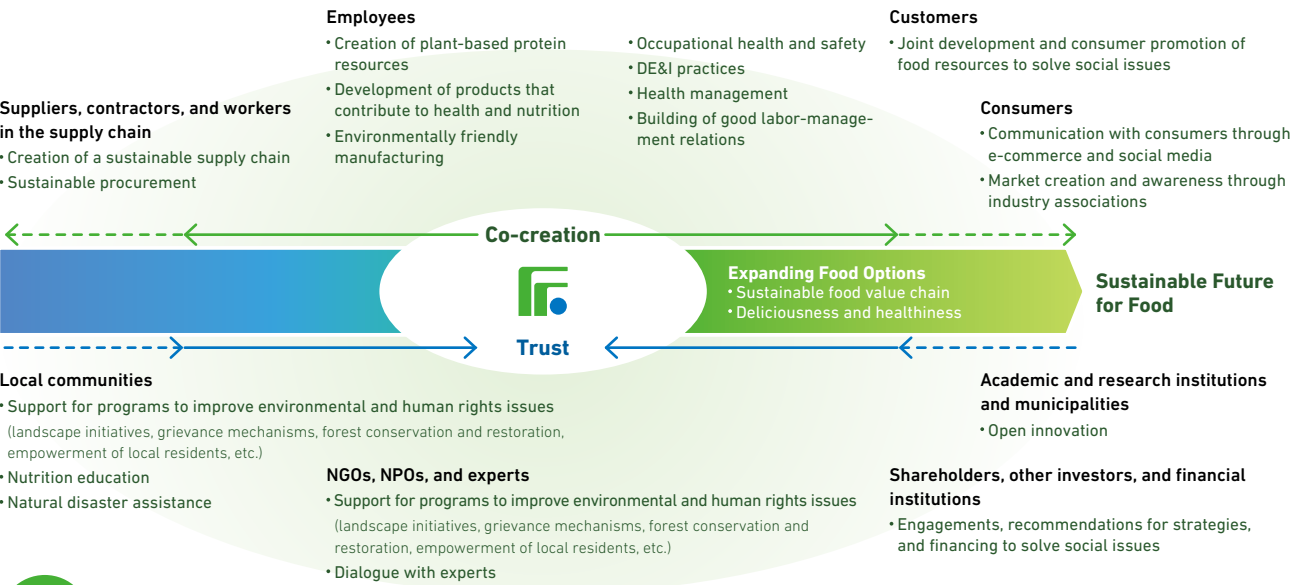 Employees
• Creation of plant-based protein
resources
• Development of products that
contribute to health and nutrition
• Environmentally friendly
manufacturing
• Occupational health and safety
• DE&I practices
• Health management
• Building of good labor-manage-
ment relations
Customers
• Joint development and consumer promotion of
food resources to solve social issues
Suppliers, contractors, and workers
in the supply chain
• Creation of a sustainable supply chain
• Sustainable procurement
Consumers
• Communication with consumers through
e-commerce and social media
• Market creation and awareness through
industry associations
Co-creation
Expanding Food Options
• Sustainable food value chain
• Deliciousness and healthiness
Sustainable Future
for Food
Trust
Local communities
• Support for programs to improve environmental and human rights issues
(landscape initiatives, grievance mechanisms, forest conservation and restoration,
empowerment of local residents, etc.)
• Nutrition education
• Natural disaster assistance
NGOs, NPOs, and experts
• Support for programs to improve environmental and human rights issues
(landscape initiatives, grievance mechanisms, forest conservation and
restoration, empowerment of local residents, etc.)
• Dialogue with experts
Academic and research institutions
and municipalities
• Open innovation
Shareholders, other investors, and financial
institutions
• Engagements, recommendations for strategies,
and financing to solve social issues